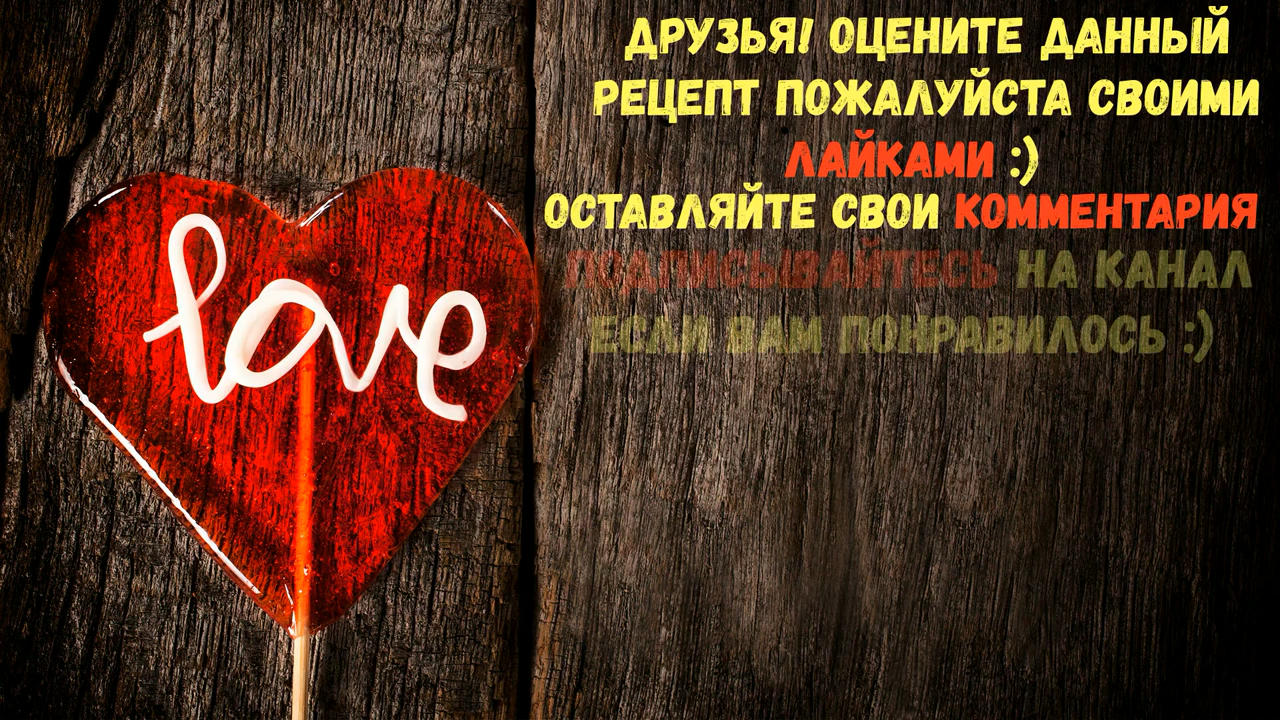 love
ДРУЗЬЯ! ОЦЕНИТЕ ДАННЫЙ
РЕЦЕПТ ПОЖАЛУЙСТА СВОИМИ
ЛАЙКАМИ :)
ОСТАВЛЯЙТЕ СВОИ КОММЕНТАРИЯ
ПОДПИСЫВАЙТЕСЬ НА КАНАЛ
ЕСЛИ ВАМ ПОНРАВИЛОСЬ :)